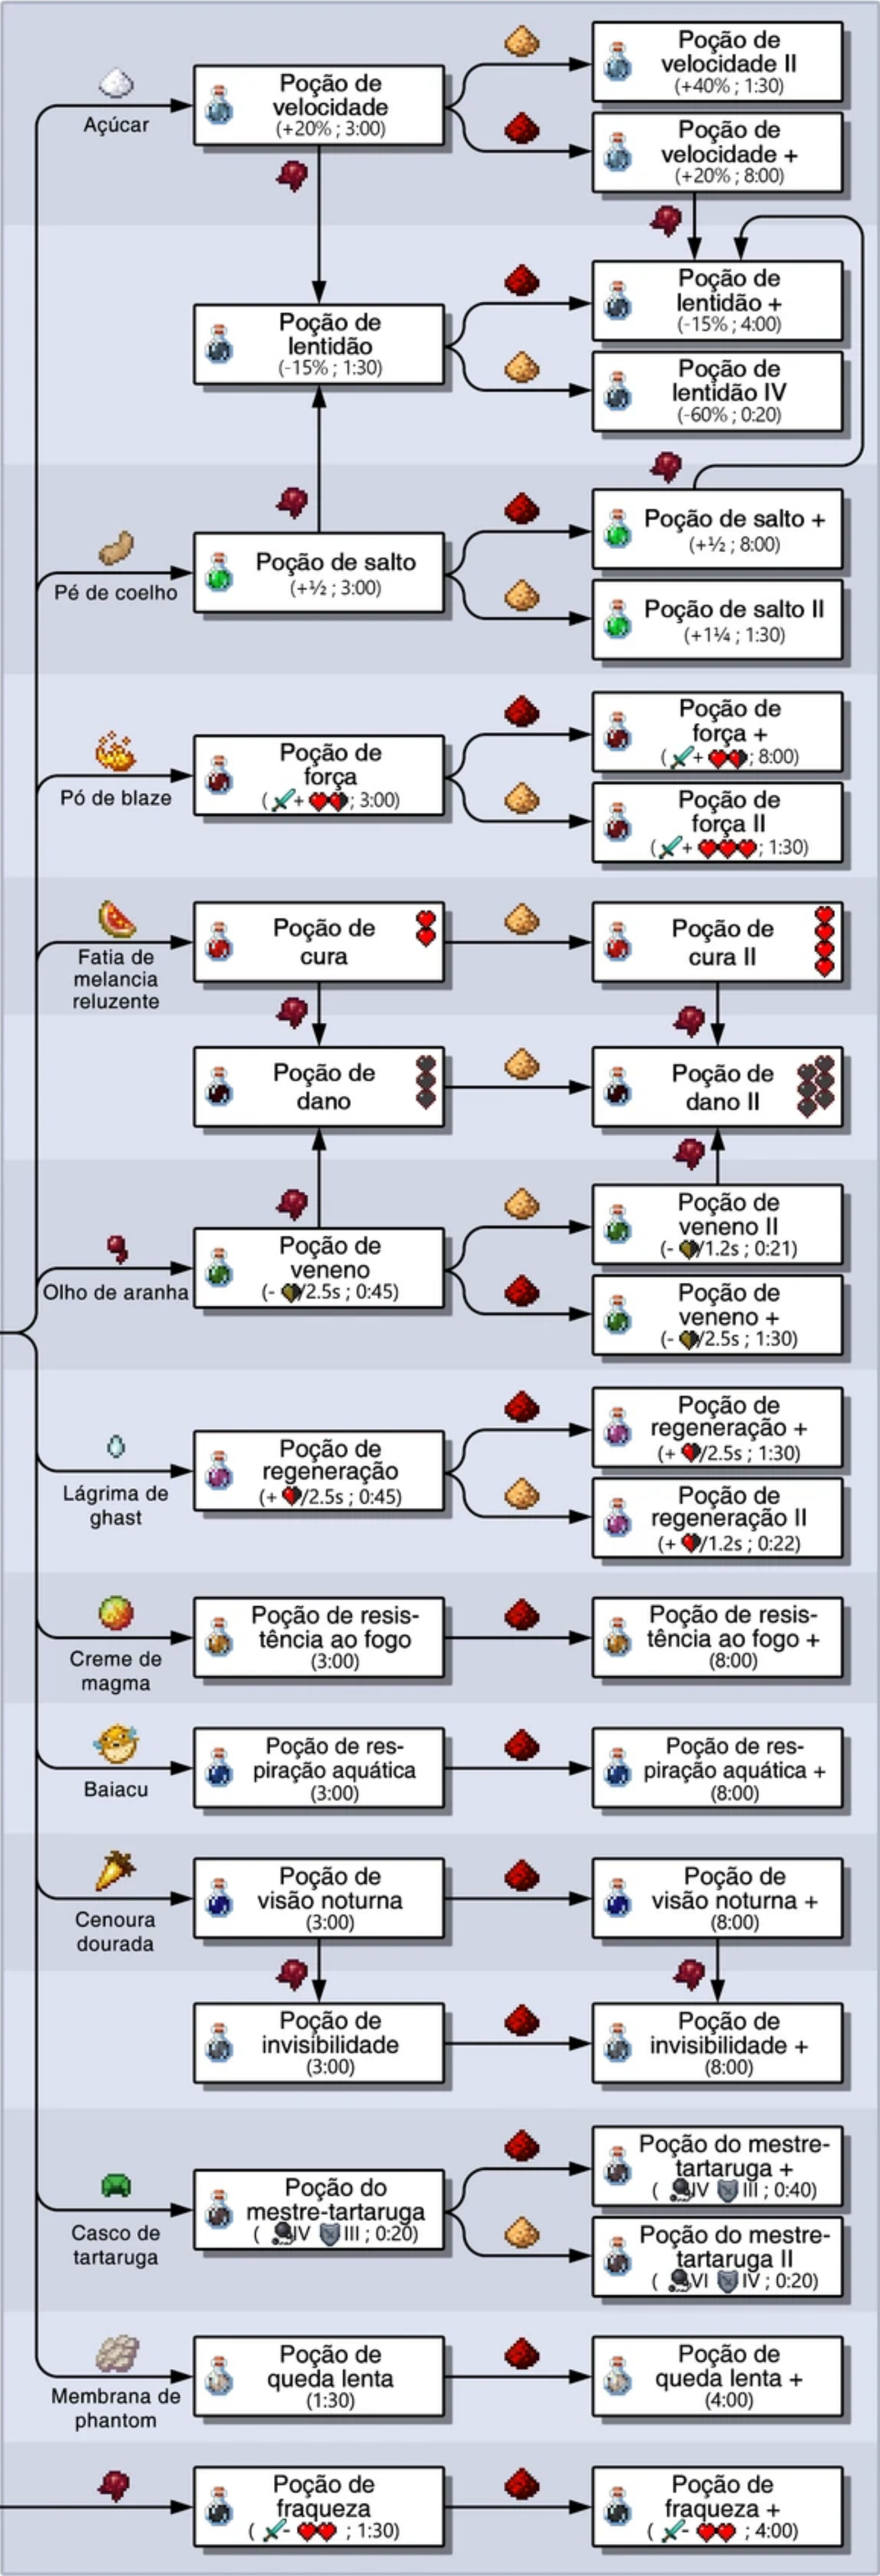 Açúcar
Poção de
velocidade
(+20% ; 3:00)
Poção de
velocidade II
(+40% ; 1:30)
Poção de
velocidade +
(+20% ; 8:00)
Poção de
lentidão
(-15% ; 1:30)
Poção de
lentidão +
(-15% ; 4:00)
Poção de
lentidão IV
(-60% ; 0:20)
Pé de coelho
Poção de salto
(+½ ; 3:00)
Poção de salto +
(+½ ; 8:00)
Poção de salto II
(+1¼ ; 1:30)
Pó de blaze
Poção de
força
( + ; 3:00)
Poção de
força +
( + ; 8:00)
Poção de
força II
( + ; 1:30)
Fatia de
melancia
reluzente
Poção de
cura
Poção de
cura II
Poção de
dano
Poção de
dano II
Olho de aranha
Poção de
veneno
(- /2.5s ; 0:45)
Poção de
veneno II
(- /1.2s ; 0:21)
Poção de
veneno +
(- /2.5s ; 1:30)
Lágrima de
ghast
Poção de
regeneração
(+ /2.5s ; 0:45)
Poção de
regeneração +
(+ /2.5s ; 1:30)
Poção de
regeneração II
(+ /1.2s ; 0:22)
Creme de
magma
Poção de resis-
tência ao fogo
(3:00)
Poção de resis-
tência ao fogo +
(8:00)
Baiacu
Poção de res-
piração aquática
(3:00)
Poção de res-
piração aquática +
(8:00)
Cenoura
dourada
Poção de
visão noturna
(3:00)
Poção de
visão noturna +
(8:00)
Poção de
invisibilidade
(3:00)
Poção de
invisibilidade +
(8:00)
Casco de
tartaruga
Poção do
mestre-tartaruga
( IV III ; 0:20)
Poção do mestre-
tartaruga +
( IV III ; 0:40)
Poção do mestre-
tartaruga II
( VI IV ; 0:20)
Membrana de
phantom
Poção de
queda lenta
(1:30)
Poção de
queda lenta +
(4:00)
Poção de
fraqueza
( - ; 1:30)
Poção de
fraqueza +
( - ; 4:00)